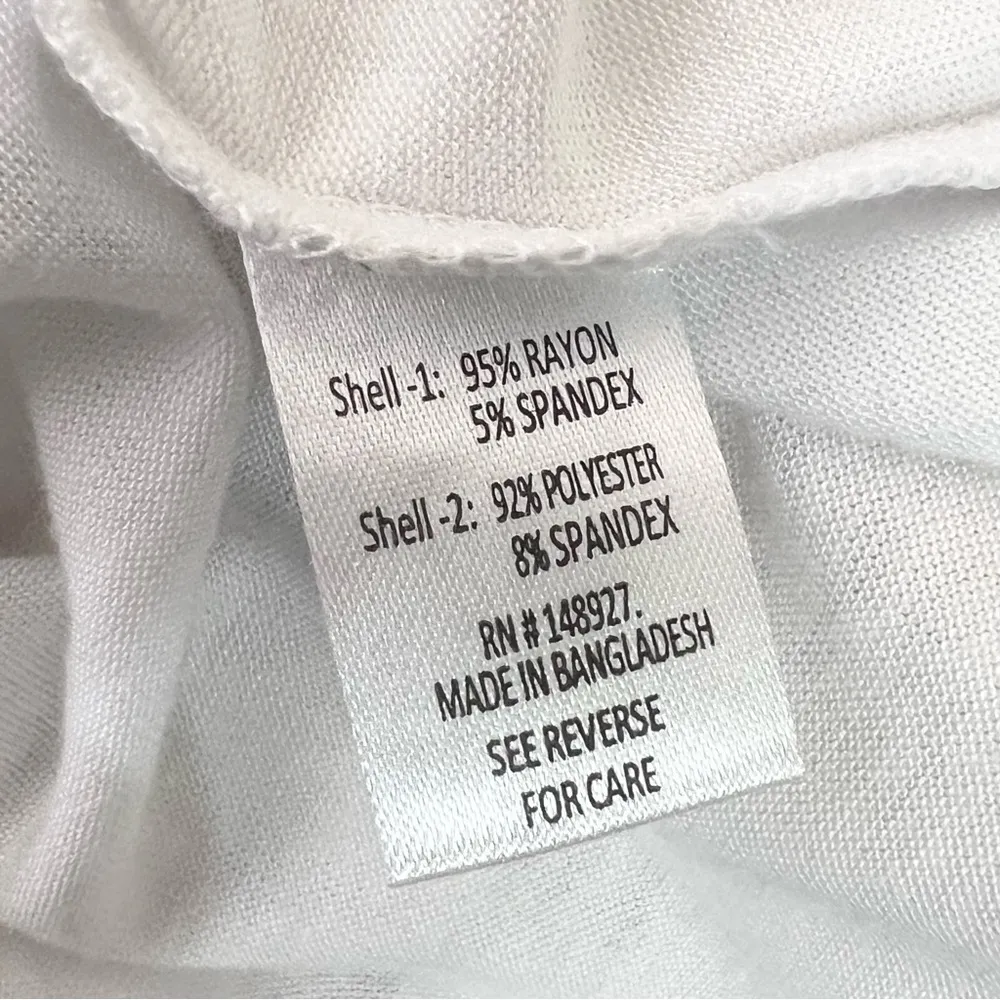 Shell -1: 95% RAYON
5% SPANDEX
Shell -2: 92% POLYESTER
8% SPANDEX
RN # 148927.
MADE IN BANGLADESH
SEE REVERSE
FOR CARE